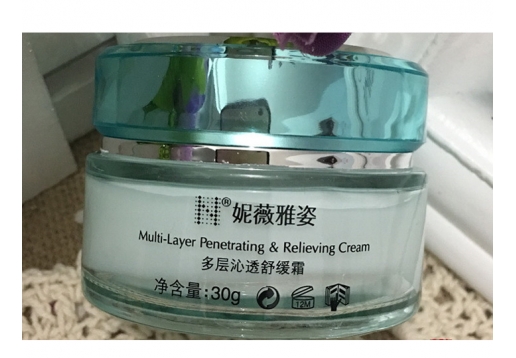 N® 妮薇雅姿
Multi-Layer Penetrating & Relieving Cream
多层沁透舒缓霜
净含量:30g 12M